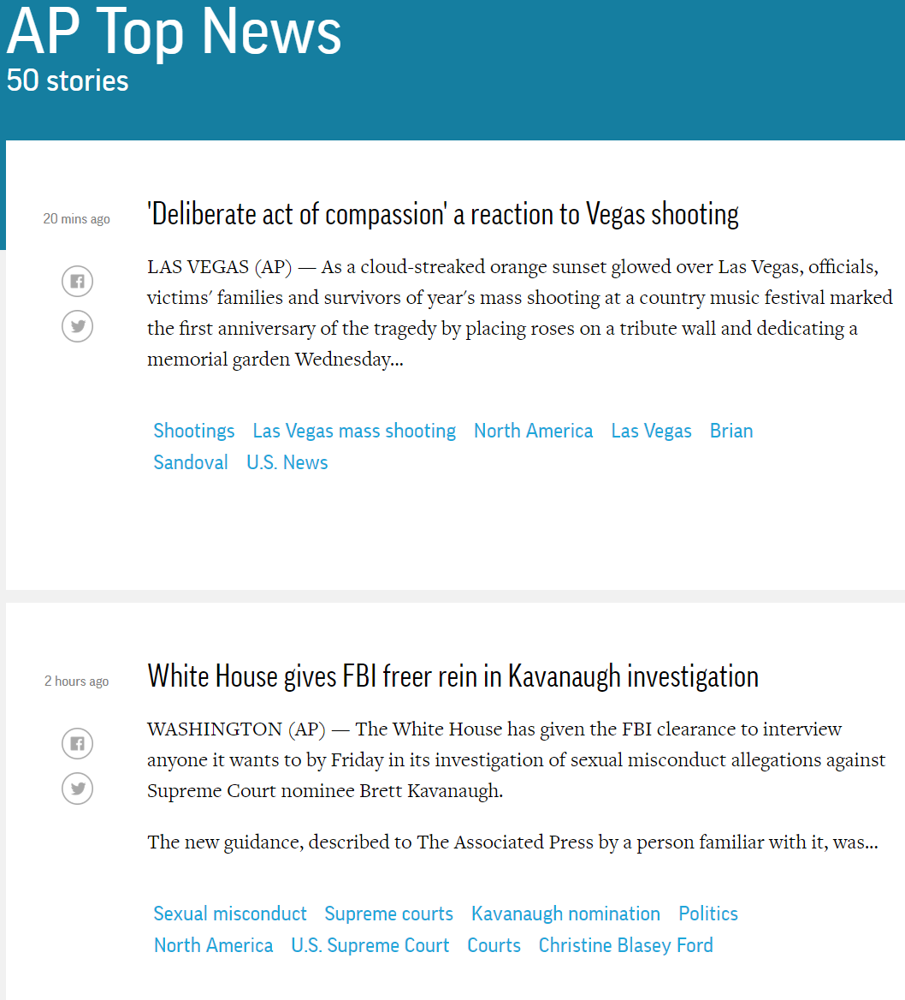 AP Top News
50 stories
20 mins ago
'Deliberate act of compassion' a reaction to Vegas shooting
LAS VEGAS (AP) — As a cloud-streaked orange sunset glowed over Las Vegas, officials,
victims' families and survivors of year's mass shooting at a country music festival marked
the first anniversary of the tragedy by placing roses on a tribute wall and dedicating a
memorial garden Wednesday...
Shootings Las Vegas mass shooting North America Las Vegas Brian
Sandoval U.S. News
2 hours ago
White House gives FBI freer rein in Kavanaugh investigation
WASHINGTON (AP) — The White House has given the FBI clearance to interview
anyone it wants to by Friday in its investigation of sexual misconduct allegations against
Supreme Court nominee Brett Kavanaugh.
The new guidance, described to The Associated Press by a person familiar with it, was...
Sexual misconduct Supreme courts Kavanaugh nomination Politics
North America U.S. Supreme Court Courts Christine Blasey Ford